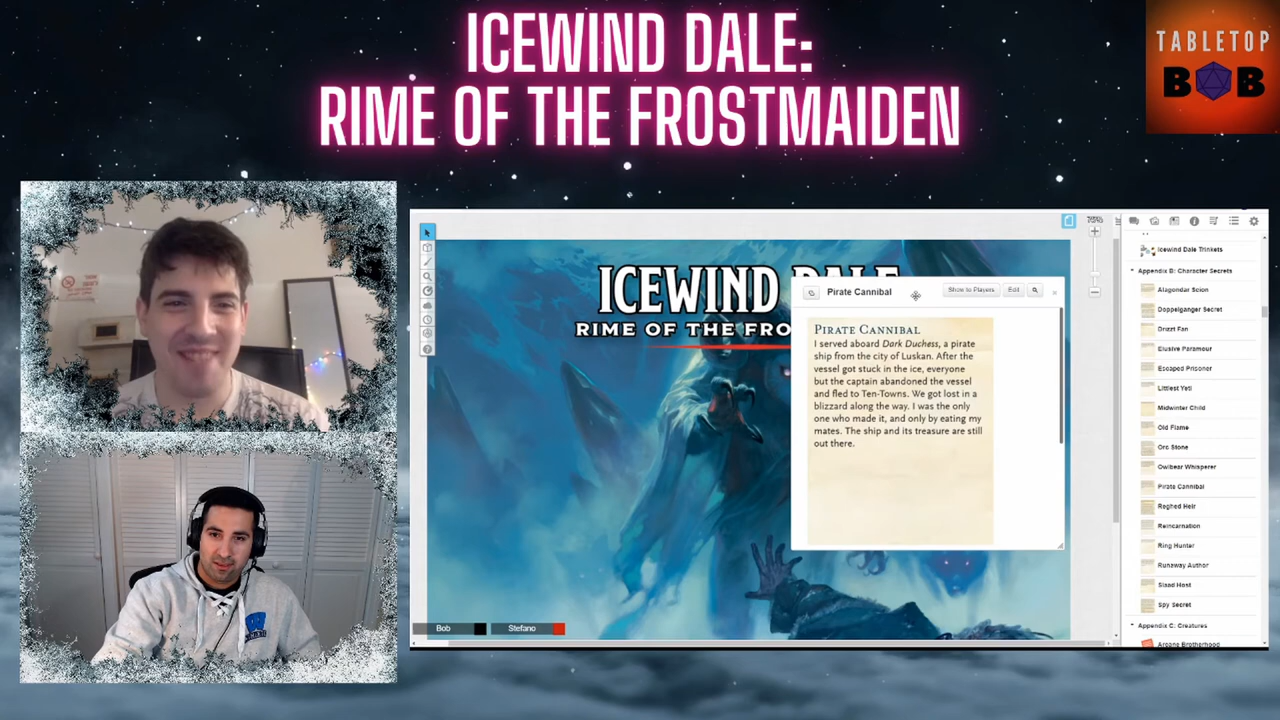 ICEWIND DALE:
RIME OF THE FROSTMAIDEN
TABLETOP
BOB
75%
Icewind Dale Trinkets
Appendix B: Character Secrets
Alagondar Scion
Doppelganger Secret
Drizzt Fan
Elusive Paramour
Escaped Prisoner
Littlest Yeti
Midwinter Child
Old Flame
Orc Stone
Owlbear Whisperer
Pirate Cannibal
Reghed Heir
Reincarnation
Ring Hunter
Runaway Author
Slaad Host
Spy Secret
Appendix C: Creatures
Arcane Brotherhood
ICEWIND DALE
RIME OF THE FRO
Pirate Cannibal
Show to Players
Edit
PIRATE CANNIBAL
I served aboard Dark Duchess, a pirate
ship from the city of Luskan. After the
vessel got stuck in the ice, everyone
but the captain abandoned the vessel
and fled to Ten-Towns. We got lost in a
blizzard along the way. I was the only
one who made it, and only by eating my
mates. The ship and its treasure are still
out there.
Bob
Stefano